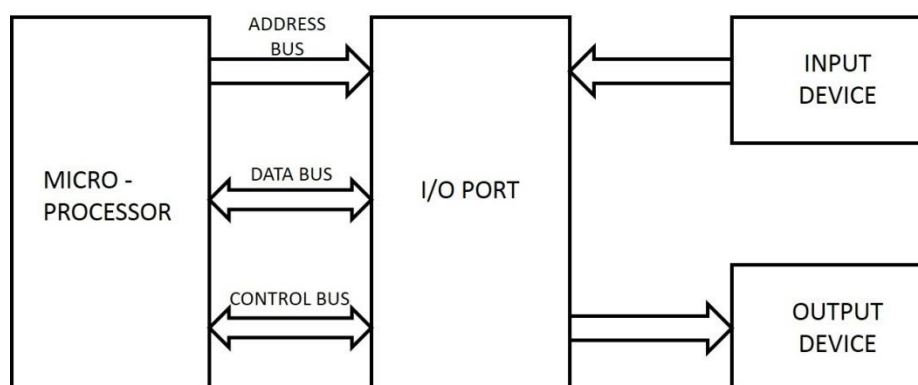 ADDRESS
BUS
INPUT
DEVICE
MICRO -
PROCESSOR
DATA BUS
I/O PORT
CONTROL BUS
OUTPUT
DEVICE